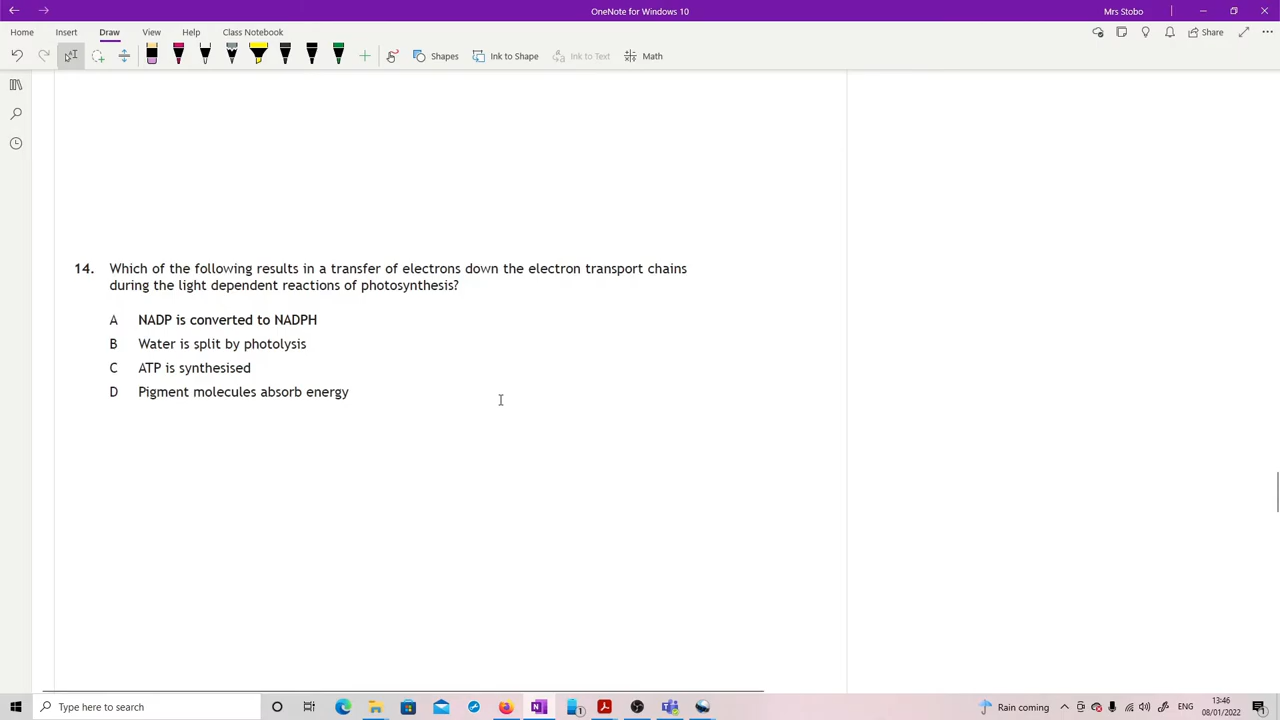 OneNote for Windows 10
Mrs Stobo
Home Insert Draw View Help Class Notebook
Share
Shapes Ink to Shape Ink to Text Math
14. Which of the following results in a transfer of electrons down the electron transport chains
during the light dependent reactions of photosynthesis?
A NADP is converted to NADPH
B Water is split by photolysis
C ATP is synthesised
D Pigment molecules absorb energy
Type here to search
Rain coming
ENG
13:46
08/01/2022